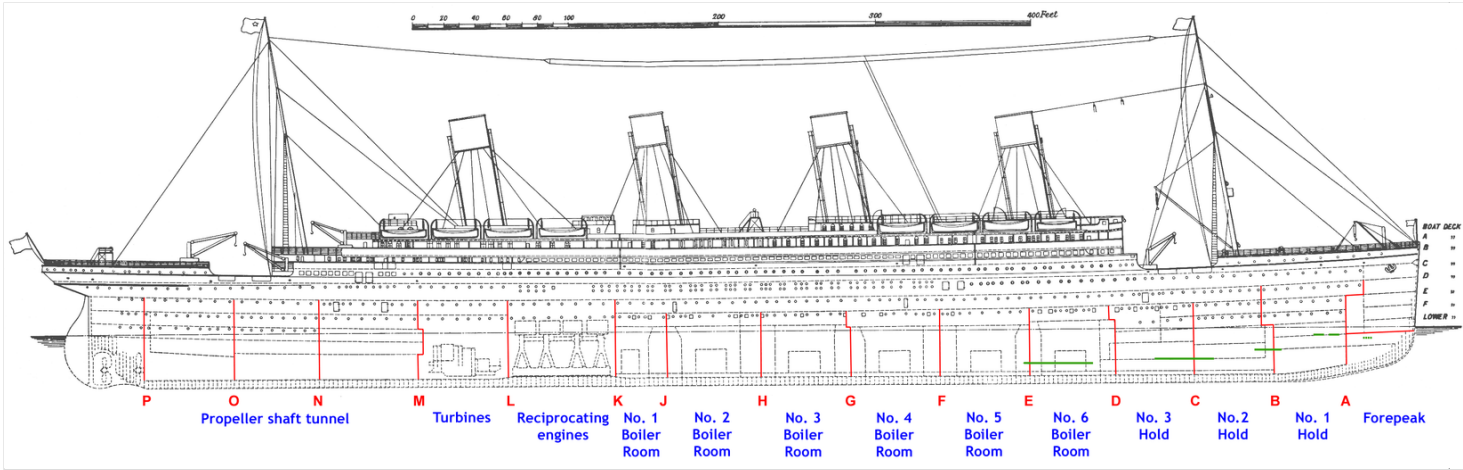 0 20 40 60 80 100 200 300 400 Feet
BOAT DECK
A "
B "
C "
D "
E "
F "
LOWER "
P O N M L K J H G F E D C B A
Propeller shaft tunnel
Turbines
Reciprocating
engines
No. 1
Boiler
Room
No. 2
Boiler
Room
No. 3
Boiler
Room
No. 4
Boiler
Room
No. 5
Boiler
Room
No. 6
Boiler
Room
No. 3
Hold
No.2
Hold
No. 1
Hold
Forepeak